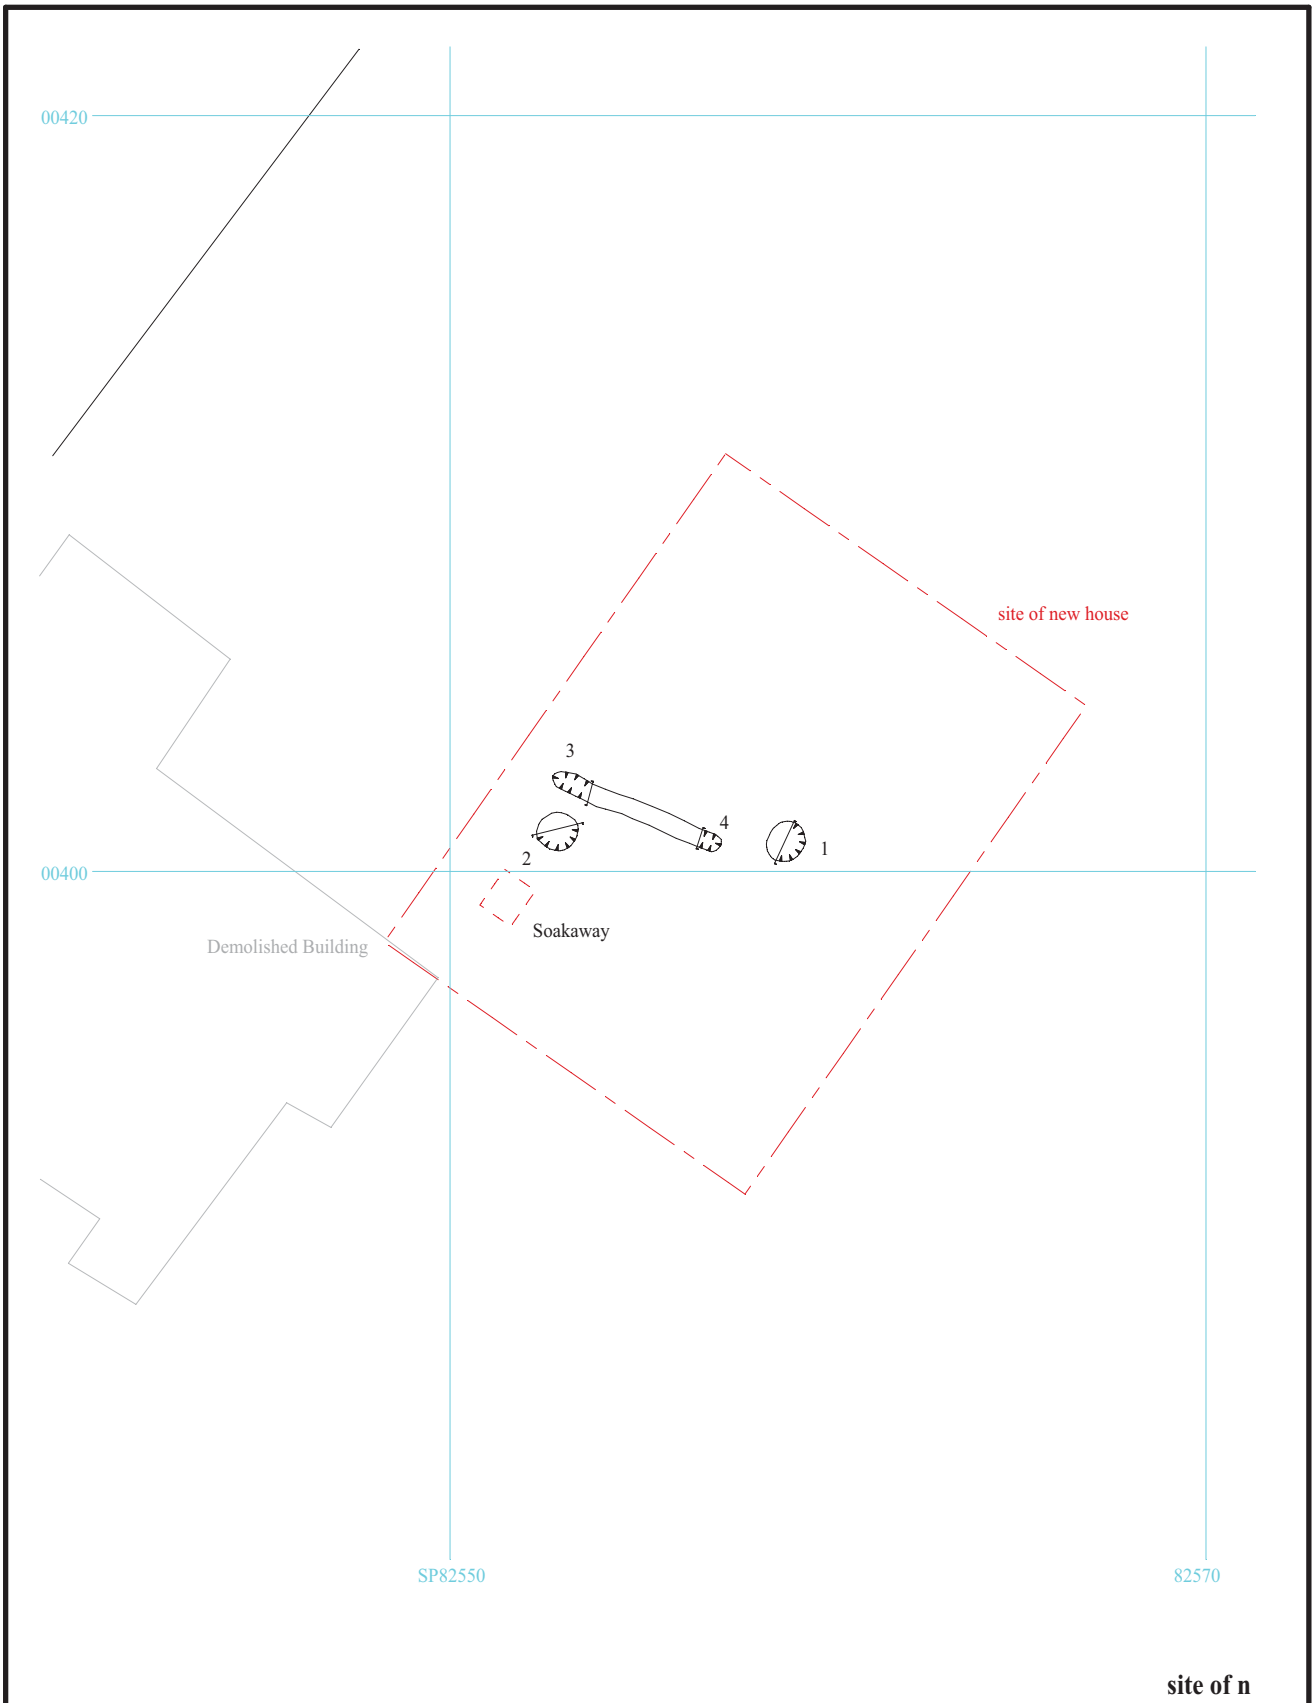 00420
site of new house
3
4
1
2
00400
Soakaway
Demolished Building
SP82550
82570
site of n